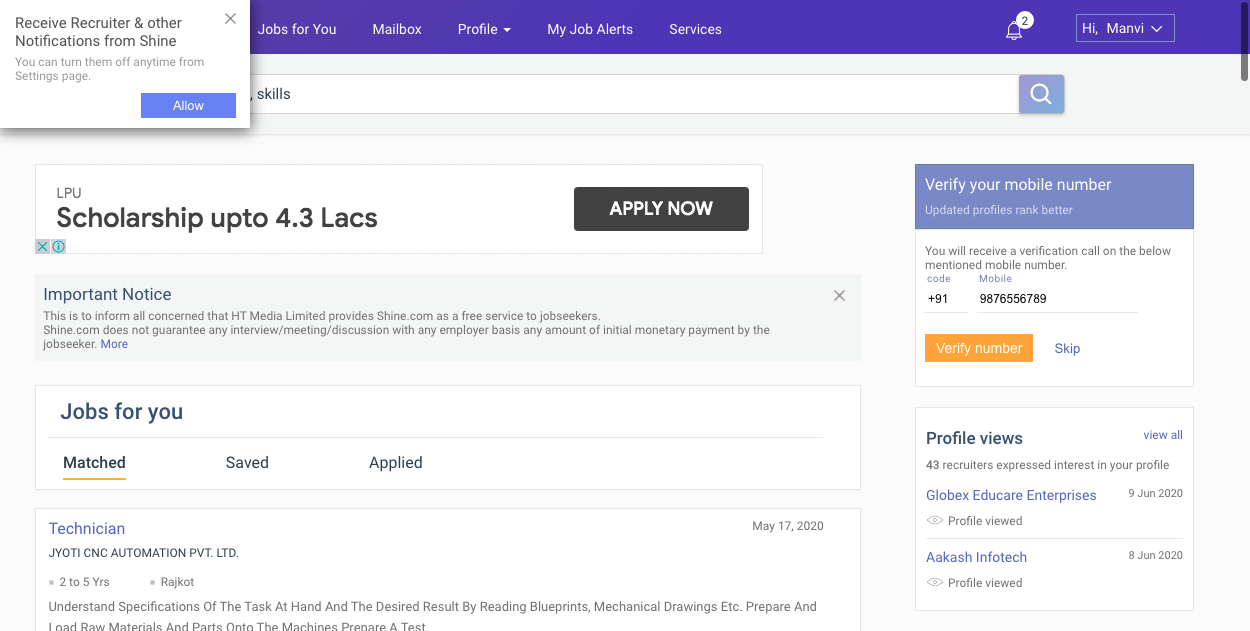 Receive Recruiter & other
Notifications from Shine
You can turn them off anytime from
Settings page.
Allow
Jobs for You
Mailbox
Profile
My Job Alerts
Services
2
Hi, Manvi
, skills
LPU
Scholarship upto 4.3 Lacs
APPLY NOW
Important Notice
This is to inform all concerned that HT Media Limited provides Shine.com as a free service to jobseekers.
Shine.com does not guarantee any interview/meeting/discussion with any employer basis any amount of initial monetary payment by the
jobseeker. More
Jobs for you
Matched
Saved
Applied
Technician
May 17, 2020
JYOTI CNC AUTOMATION PVT. LTD.
2 to 5 Yrs
Rajkot
Understand Specifications Of The Task At Hand And The Desired Result By Reading Blueprints, Mechanical Drawings Etc. Prepare And
Load Raw Materials And Parts Onto The Machines Prepare A Test
Verify your mobile number
Updated profiles rank better
You will receive a verification call on the below
mentioned mobile number.
code
Mobile
+91
9876556789
Verify number
Skip
Profile views
view all
43 recruiters expressed interest in your profile
Globex Educare Enterprises
9 Jun 2020
Profile viewed
Aakash Infotech
8 Jun 2020
Profile viewed